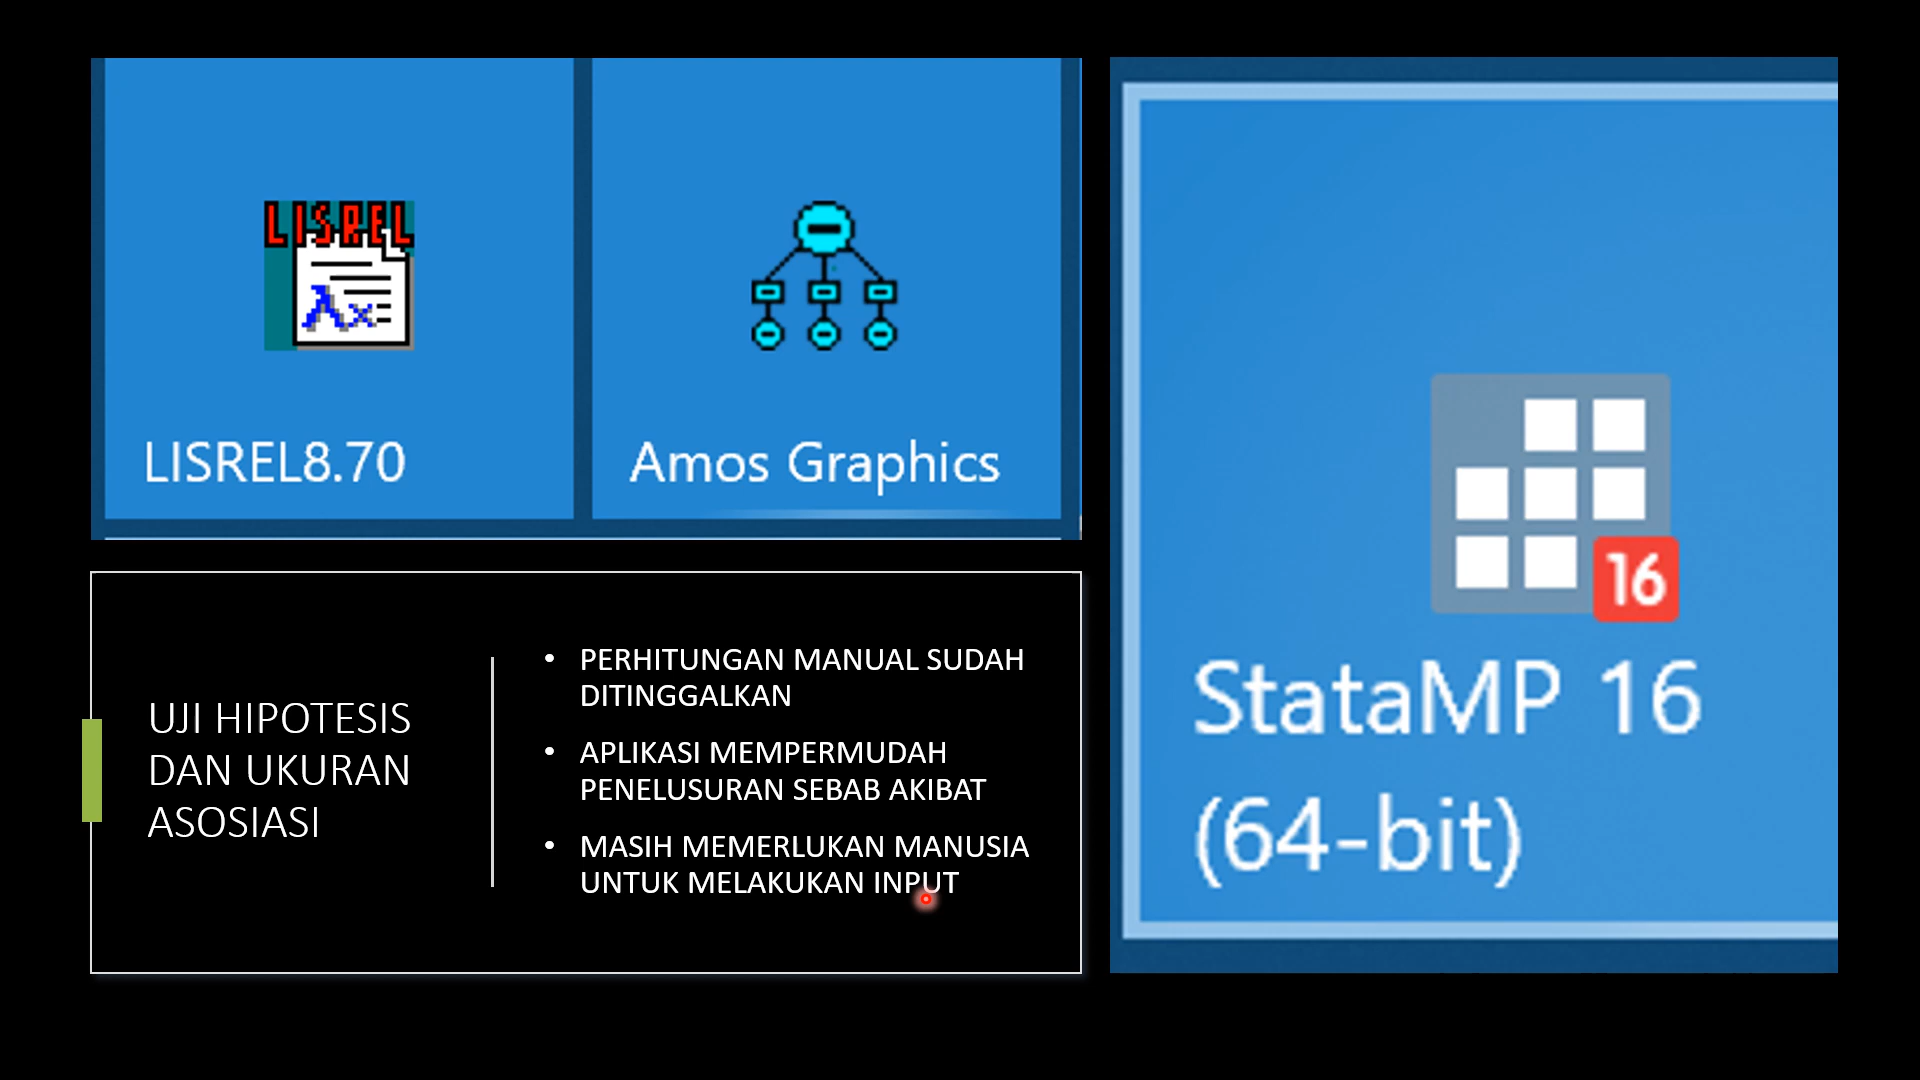 LISREL
λx
LISREL8.70
Amos Graphics
16
StataMP 16
(64-bit)
UJI HIPOTESIS
DAN UKURAN
ASOSIASI
• PERHITUNGAN MANUAL SUDAH
DITINGGALKAN
• APLIKASI MEMPERMUDAH
PENELUSURAN SEBAB AKIBAT
• MASIH MEMERLUKAN MANUSIA
UNTUK MELAKUKAN INPUT